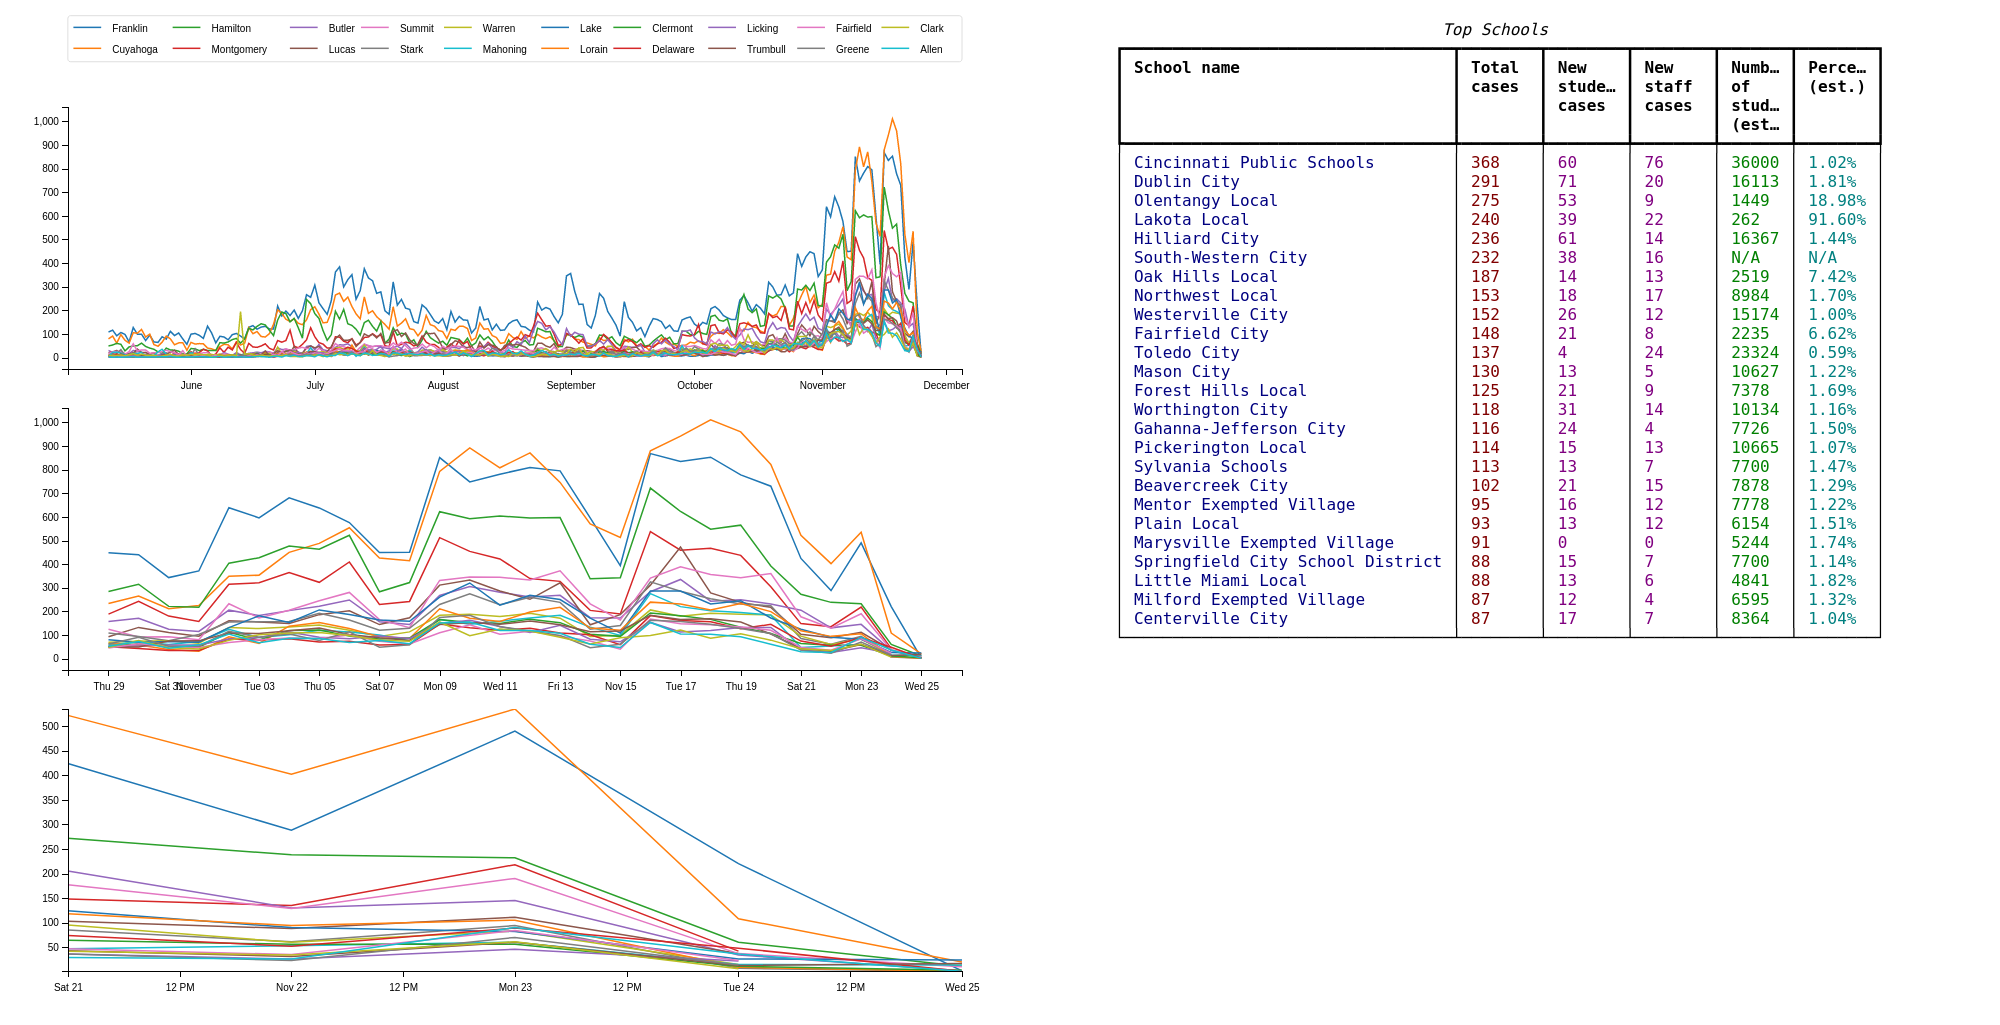 Franklin Hamilton Butler Summit Warren Lake Clermont Licking Fairfield Clark
Cuyahoga Montgomery Lucas Stark Mahoning Lorain Delaware Trumbull Greene Allen
1,000
900
800
700
600
500
400
300
200
100
0
June July August September October November December
1,000
900
800
700
600
500
400
300
200
100
0
Thu 29 Sat 31 November Tue 03 Thu 05 Sat 07 Mon 09 Wed 11 Fri 13 Nov 15 Tue 17 Thu 19 Sat 21 Mon 23 Wed 25
500
450
400
350
300
250
200
150
100
50
Sat 21 12 PM Nov 22 12 PM Mon 23 12 PM Tue 24 12 PM Wed 25
Top Schools
School name Total New New Numb… Perce…
cases stude… staff of (est.)
cases cases stud…
(est…
Cincinnati Public Schools 368 60 76 36000 1.02%
Dublin City 291 71 20 16113 1.81%
Olentangy Local 275 53 9 1449 18.98%
Lakota Local 240 39 22 262 91.60%
Hilliard City 236 61 14 16367 1.44%
South-Western City 232 38 16 N/A N/A
Oak Hills Local 187 14 13 2519 7.42%
Northwest Local 153 18 17 8984 1.70%
Westerville City 152 26 12 15174 1.00%
Fairfield City 148 21 8 2235 6.62%
Toledo City 137 4 24 23324 0.59%
Mason City 130 13 5 10627 1.22%
Forest Hills Local 125 21 9 7378 1.69%
Worthington City 118 31 14 10134 1.16%
Gahanna-Jefferson City 116 24 4 7726 1.50%
Pickerington Local 114 15 13 10665 1.07%
Sylvania Schools 113 13 7 7700 1.47%
Beavercreek City 102 21 15 7878 1.29%
Mentor Exempted Village 95 16 12 7778 1.22%
Plain Local 93 13 12 6154 1.51%
Marysville Exempted Village 91 0 0 5244 1.74%
Springfield City School District 88 15 7 7700 1.14%
Little Miami Local 88 13 6 4841 1.82%
Milford Exempted Village 87 12 4 6595 1.32%
Centerville City 87 17 7 8364 1.04%